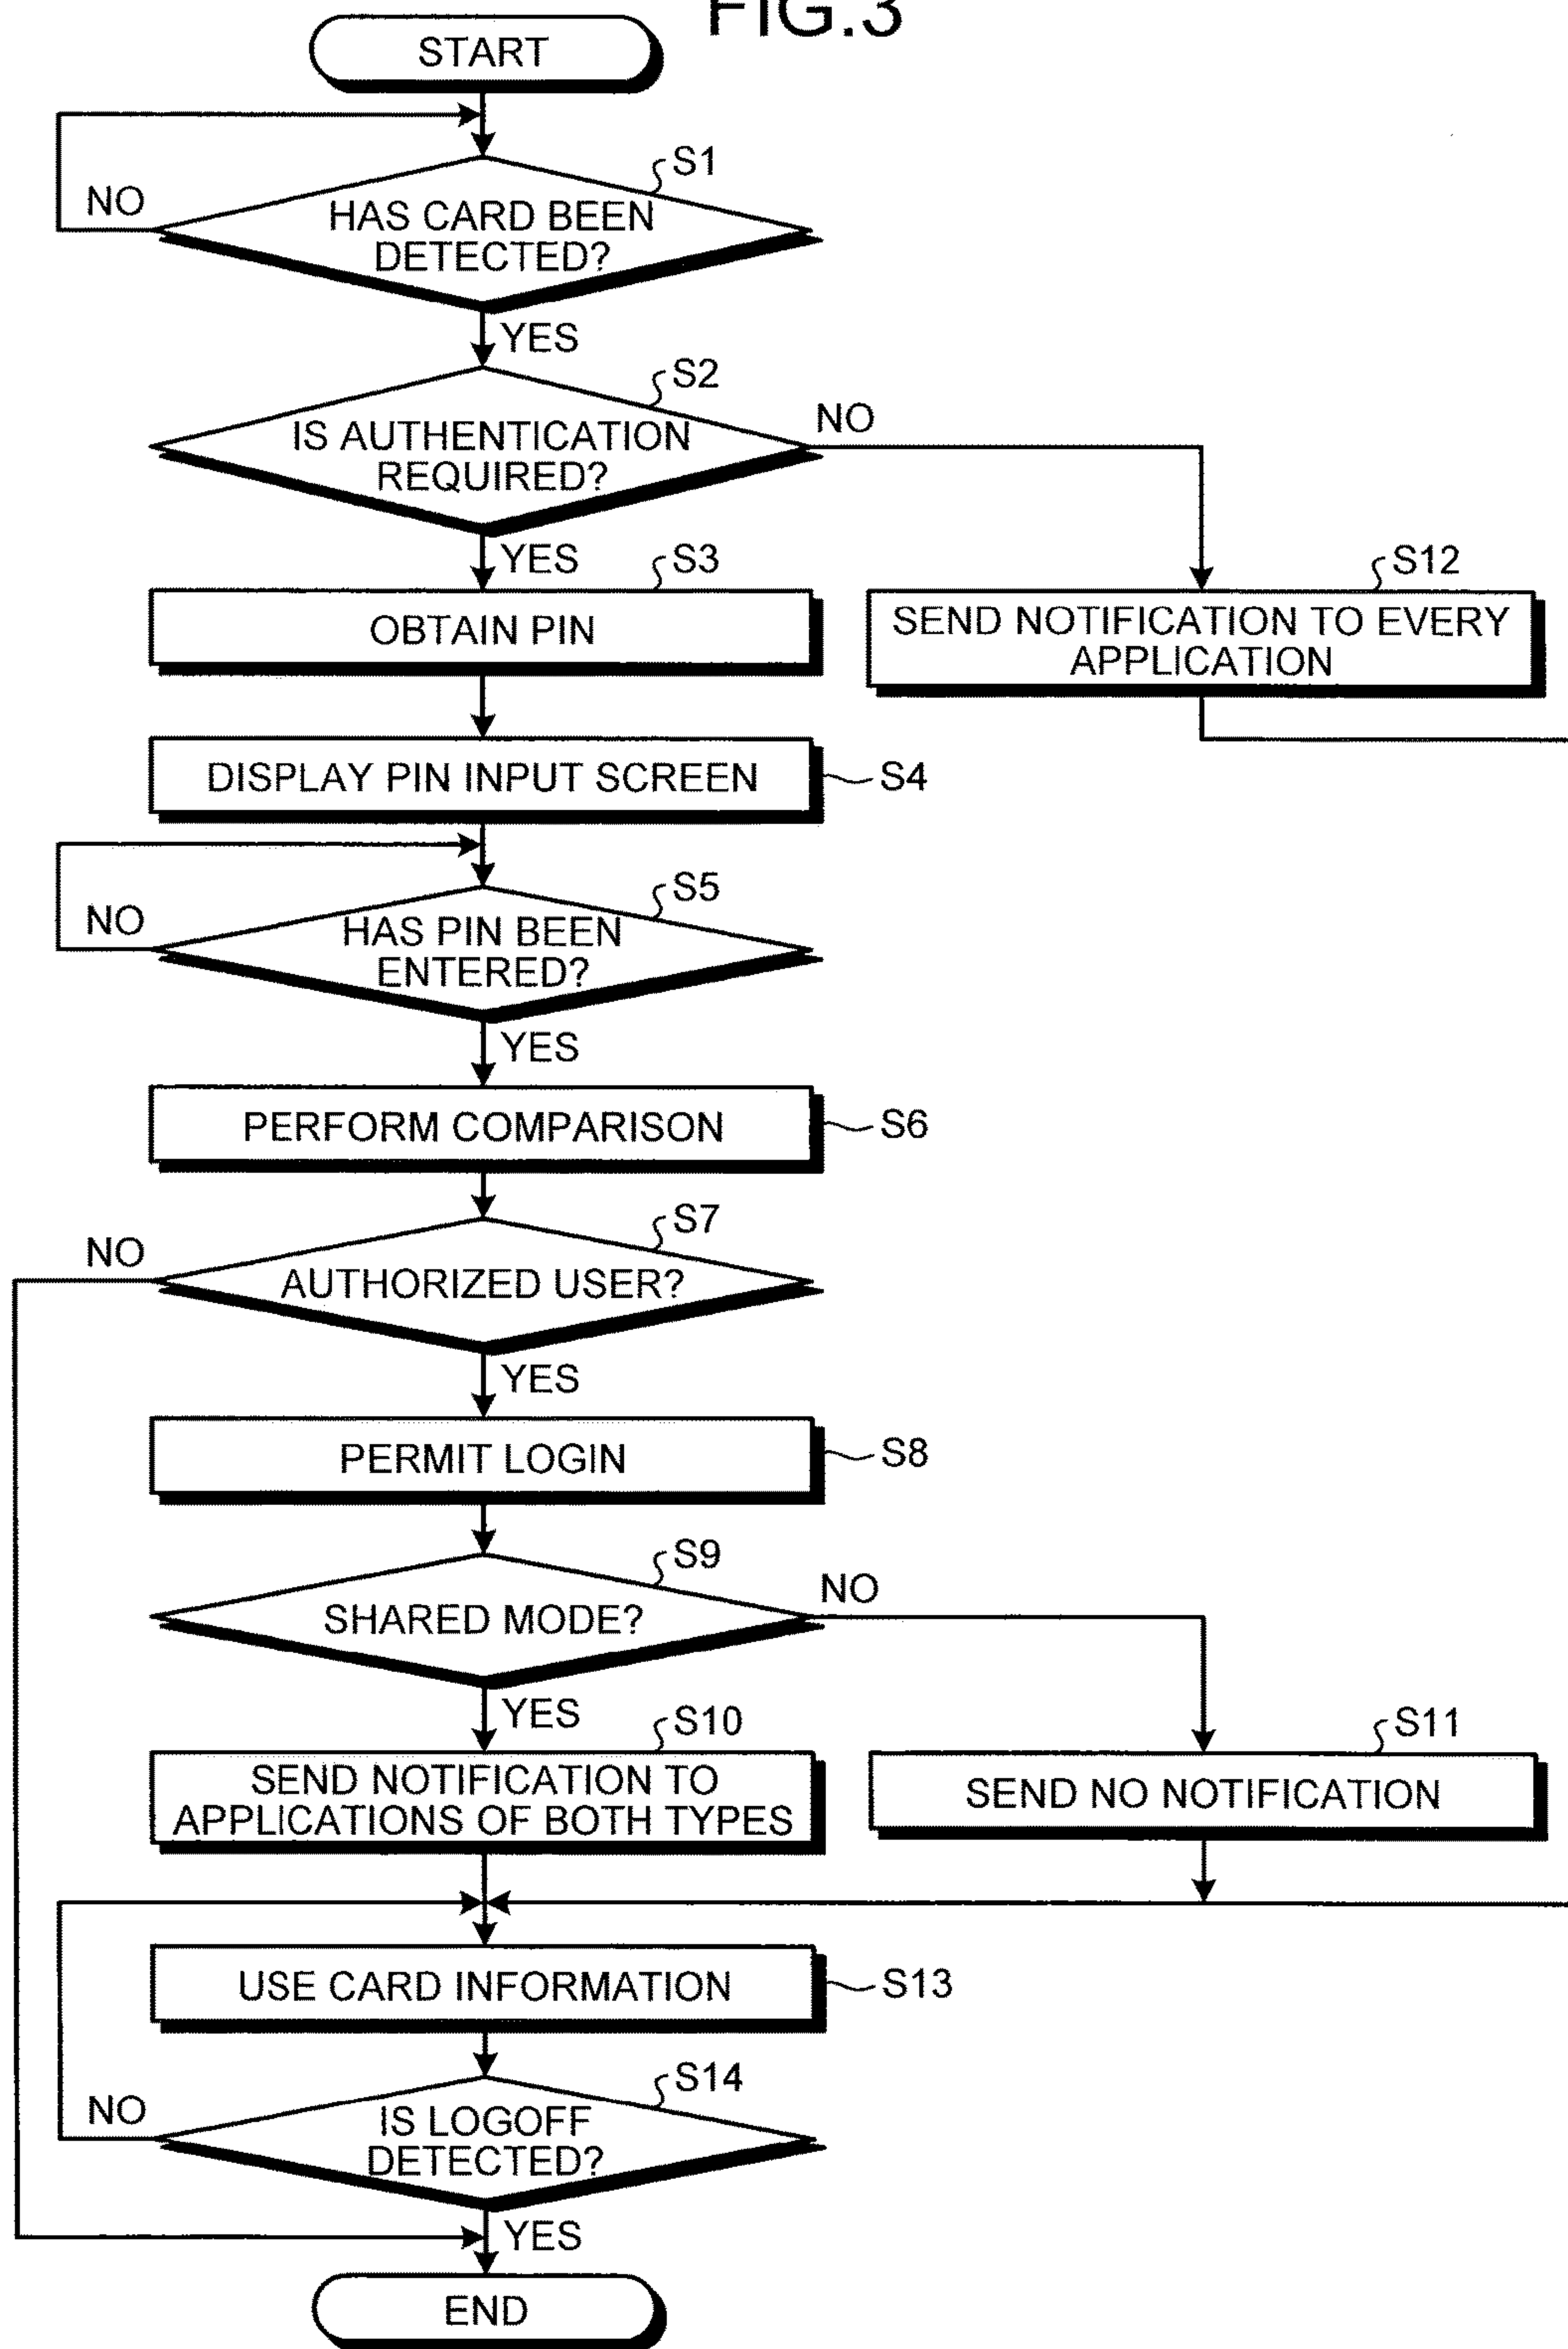 FIG.3
START
S1
NO
HAS CARD BEEN
DETECTED?
YES
S2
NO
IS AUTHENTICATION
REQUIRED?
YES
S3
S12
OBTAIN PIN
SEND NOTIFICATION TO EVERY
APPLICATION
DISPLAY PIN INPUT SCREEN
S4
S5
NO
HAS PIN BEEN
ENTERED?
YES
PERFORM COMPARISON
S6
S7
NO
AUTHORIZED USER?
YES
PERMIT LOGIN
S8
S9
NO
SHARED MODE?
YES
S10
S11
SEND NOTIFICATION TO
APPLICATIONS OF BOTH TYPES
SEND NO NOTIFICATION
USE CARD INFORMATION
S13
S14
NO
IS LOGOFF
DETECTED?
YES
END